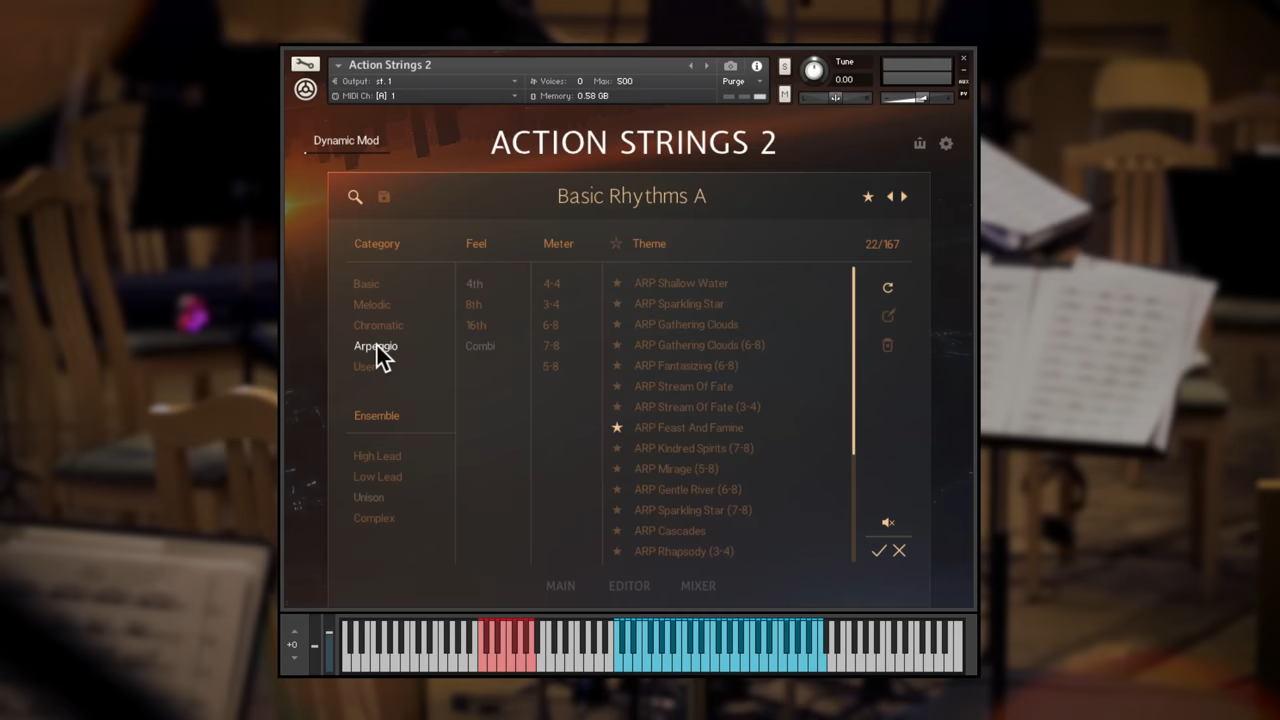 Action Strings 2
Output: st. 1
Voices: 0 Max: 500
Purge
MIDI Ch: [A] 1
Memory: 0.58 GB
S
M
Tune
0.00
AUX
PV
Dynamic Mod
ACTION STRINGS 2
Basic Rhythms A
Category Feel Meter Theme 22/167
Basic 4th 4-4 ARP Shallow Water
Melodic 8th 3-4 ARP Sparkling Star
Chromatic 16th 6-8 ARP Gathering Clouds
Arpeggio Combi 7-8 ARP Gathering Clouds (6-8)
User 5-8 ARP Fantasizing (6-8)
ARP Stream Of Fate
Ensemble ARP Stream Of Fate (3-4)
ARP Feast And Famine
High Lead ARP Kindred Spirits (7-8)
Low Lead ARP Mirage (5-8)
Unison ARP Gentle River (6-8)
Complex ARP Sparkling Star (7-8)
ARP Cascades
ARP Rhapsody (3-4)
MAIN EDITOR MIXER
+0